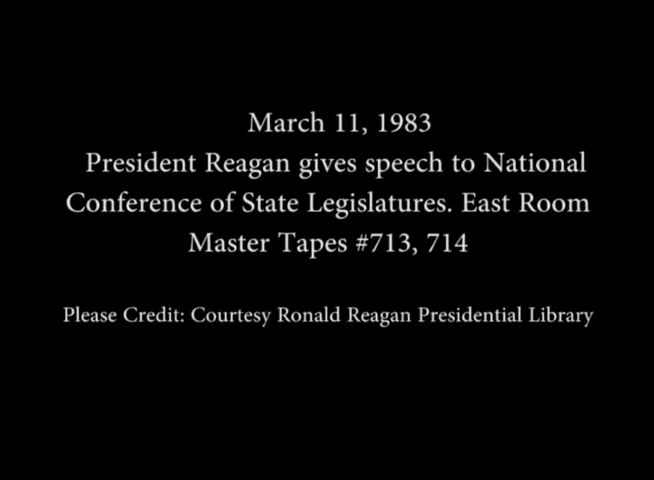 March 11, 1983
President Reagan gives speech to National
Conference of State Legislatures. East Room
Master Tapes #713, 714
Please Credit: Courtesy Ronald Reagan Presidential Library